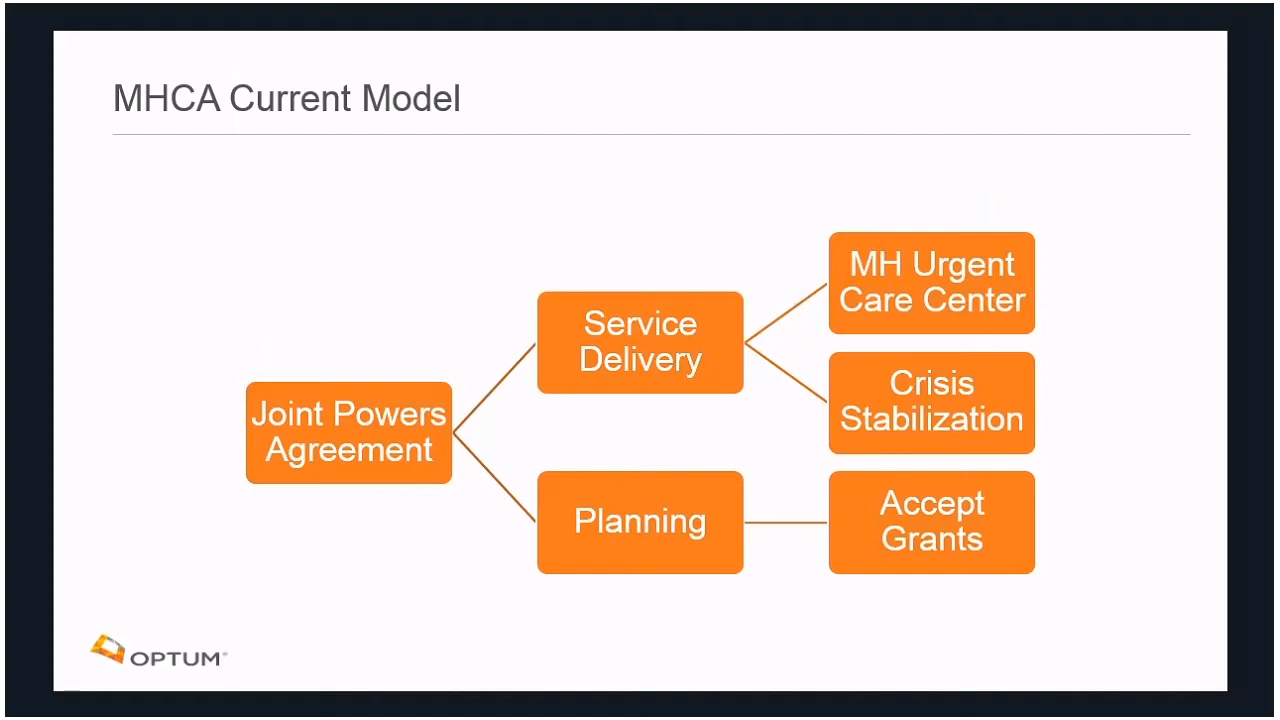 MHCA Current Model
MH Urgent
Care Center
Service
Delivery
Crisis
Stabilization
Joint Powers
Agreement
Planning
Accept
Grants
OPTUM®